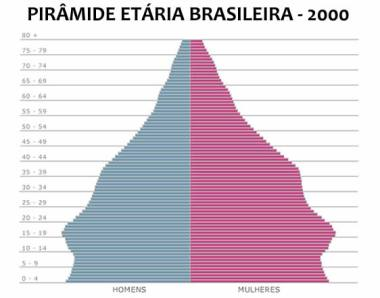 PIRÂMIDE ETÁRIA BRASILEIRA - 2000
80 +
75 - 79
70 - 74
65 - 69
60 - 64
55 - 59
50 - 54
45 - 49
40 - 44
35 - 39
30 - 34
25 - 29
20 - 24
15 - 19
10 - 14
5 - 9
0 - 4
HOMENS MULHERES